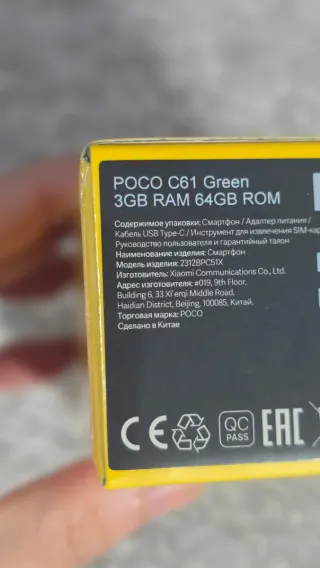 POCO C61 Green
3GB RAM 64GB ROM
Содержимое упаковки: Смартфон / Адаптер питания /
Кабель USB Type-C / Инструмент для извлечения SIM-кар
Руководство пользователя и гарантийный талон
Наименование изделия: Смартфон
Модель изделия: 2312BPC51X
Изготовитель: Xiaomi Communications Co., Ltd.
Адрес изготовителя: #019, 9th Floor,
Building 6, 33 Xi'erqi Middle Road,
Haidian District, Beijing, 100085, Китай.
Торговая марка: POCO
Сделано в Китае
CE QC PASS EAC